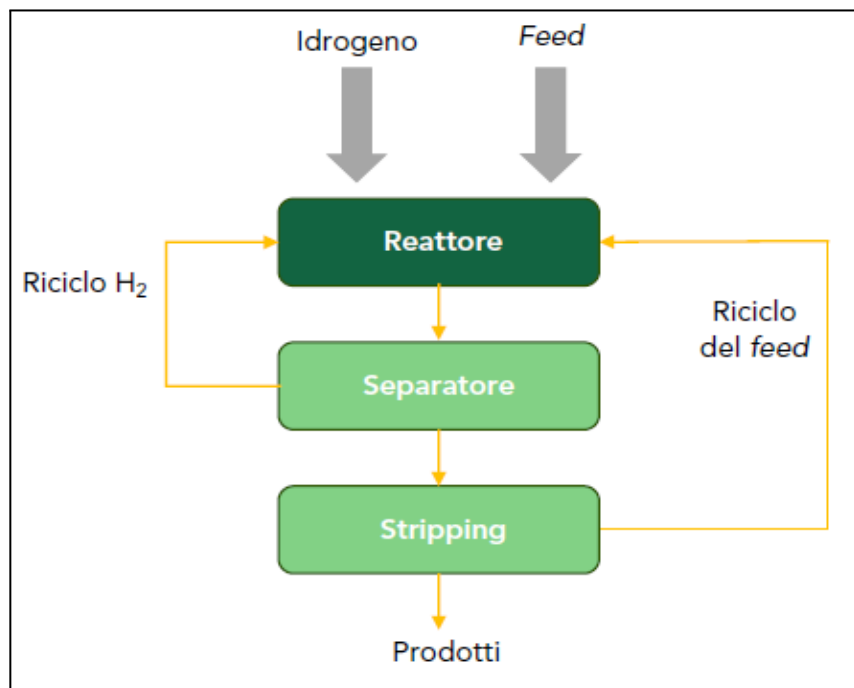 Idrogeno
Feed
Reattore
Riciclo H₂
Riciclo
del feed
Separatore
Stripping
Prodotti